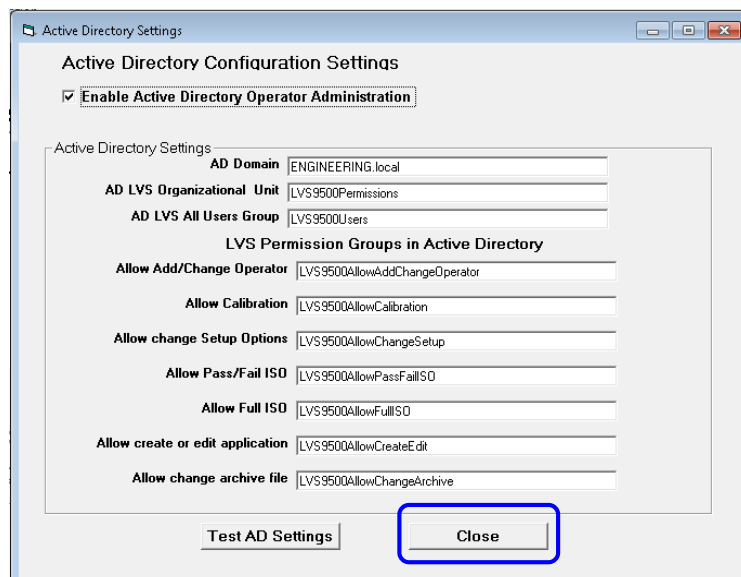 Active Directory Settings
Active Directory Configuration Settings
Enable Active Directory Operator Administration
Active Directory Settings
AD Domain ENGINEERING.local
AD LVS Organizational Unit LVS9500Permissions
AD LVS All Users Group LVS9500Users
LVS Permission Groups in Active Directory
Allow Add/Change Operator LVS9500AllowAddChangeOperator
Allow Calibration LVS9500AllowCalibration
Allow change Setup Options LVS9500AllowChangeSetup
Allow Pass/Fail ISO LVS9500AllowPassFailISO
Allow Full ISO LVS9500AllowFullISO
Allow create or edit application LVS9500AllowCreateEdit
Allow change archive file LVS9500AllowChangeArchive
Test AD Settings Close